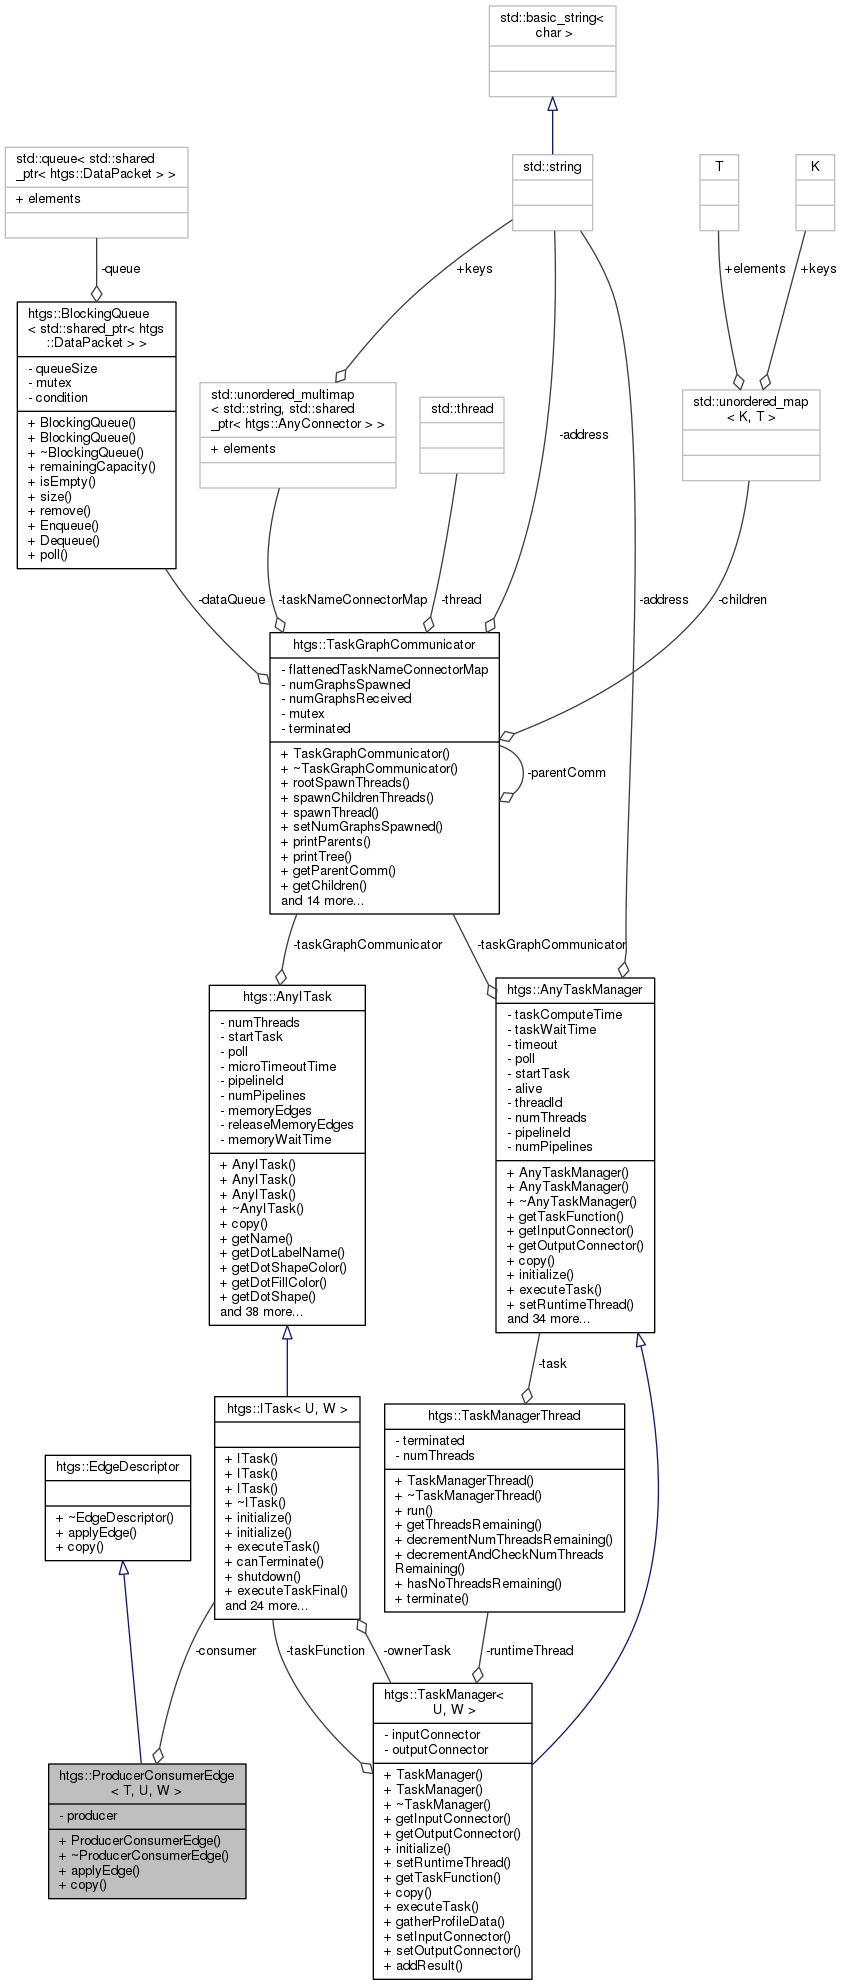 std::basic_string<
char >
std::queue< std::shared
_ptr< htgs::DataPacket > >
+ elements
std::string
T
K
-queue
+keys
+elements
+keys
htgs::BlockingQueue
< std::shared_ptr< htgs
::DataPacket > >
- queueSize
- mutex
- condition
+ BlockingQueue()
+ BlockingQueue()
+ ~BlockingQueue()
+ remainingCapacity()
+ isEmpty()
+ size()
+ remove()
+ Enqueue()
+ Dequeue()
+ poll()
std::unordered_multimap
< std::string, std::shared
_ptr< htgs::AnyConnector > >
+ elements
std::thread
-address
std::unordered_map
< K, T >
-dataQueue
-taskNameConnectorMap
-thread
-address
-children
htgs::TaskGraphCommunicator
- flattenedTaskNameConnectorMap
- numGraphsSpawned
- numGraphsReceived
- mutex
- terminated
+ TaskGraphCommunicator()
+ ~TaskGraphCommunicator()
+ rootSpawnThreads()
+ spawnChildrenThreads()
+ spawnThread()
+ setNumGraphsSpawned()
+ printParents()
+ printTree()
+ getParentComm()
+ getChildren()
and 14 more...
-parentComm
-taskGraphCommunicator
-taskGraphCommunicator
htgs::AnyITask
- numThreads
- startTask
- poll
- microTimeoutTime
- pipelineId
- numPipelines
- memoryEdges
- releaseMemoryEdges
- memoryWaitTime
+ AnyITask()
+ AnyITask()
+ AnyITask()
+ ~AnyITask()
+ copy()
+ getName()
+ getDotLabelName()
+ getDotShapeColor()
+ getDotFillColor()
+ getDotShape()
and 38 more...
htgs::AnyTaskManager
- taskComputeTime
- taskWaitTime
- timeout
- poll
- startTask
- alive
- threadId
- numThreads
- pipelineId
- numPipelines
+ AnyTaskManager()
+ AnyTaskManager()
+ ~AnyTaskManager()
+ getTaskFunction()
+ getInputConnector()
+ getOutputConnector()
+ copy()
+ initialize()
+ executeTask()
+ setRuntimeThread()
and 34 more...
-task
htgs::EdgeDescriptor
+ ~EdgeDescriptor()
+ applyEdge()
+ copy()
htgs::ITask< U, W >
+ ITask()
+ ITask()
+ ITask()
+ ~ITask()
+ initialize()
+ initialize()
+ executeTask()
+ canTerminate()
+ shutdown()
+ executeTaskFinal()
and 24 more...
htgs::TaskManagerThread
- terminated
- numThreads
+ TaskManagerThread()
+ ~TaskManagerThread()
+ run()
+ getThreadsRemaining()
+ decrementNumThreadsRemaining()
+ decrementAndCheckNumThreads
Remaining()
+ hasNoThreadsRemaining()
+ terminate()
-consumer
-taskFunction
-ownerTask
-runtimeThread
htgs::ProducerConsumerEdge
< T, U, W >
- producer
+ ProducerConsumerEdge()
+ ~ProducerConsumerEdge()
+ applyEdge()
+ copy()
htgs::TaskManager<
U, W >
- inputConnector
- outputConnector
+ TaskManager()
+ TaskManager()
+ ~TaskManager()
+ getInputConnector()
+ getOutputConnector()
+ initialize()
+ setRuntimeThread()
+ getTaskFunction()
+ copy()
+ executeTask()
+ gatherProfileData()
+ setInputConnector()
+ setOutputConnector()
+ addResult()